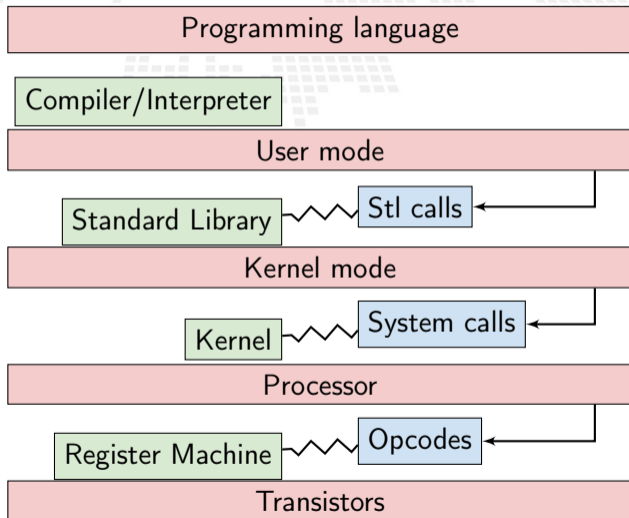 Programming language
Compiler/Interpreter
User mode
Standard Library
Stl calls
Kernel mode
Kernel
System calls
Processor
Register Machine
Opcodes
Transistors